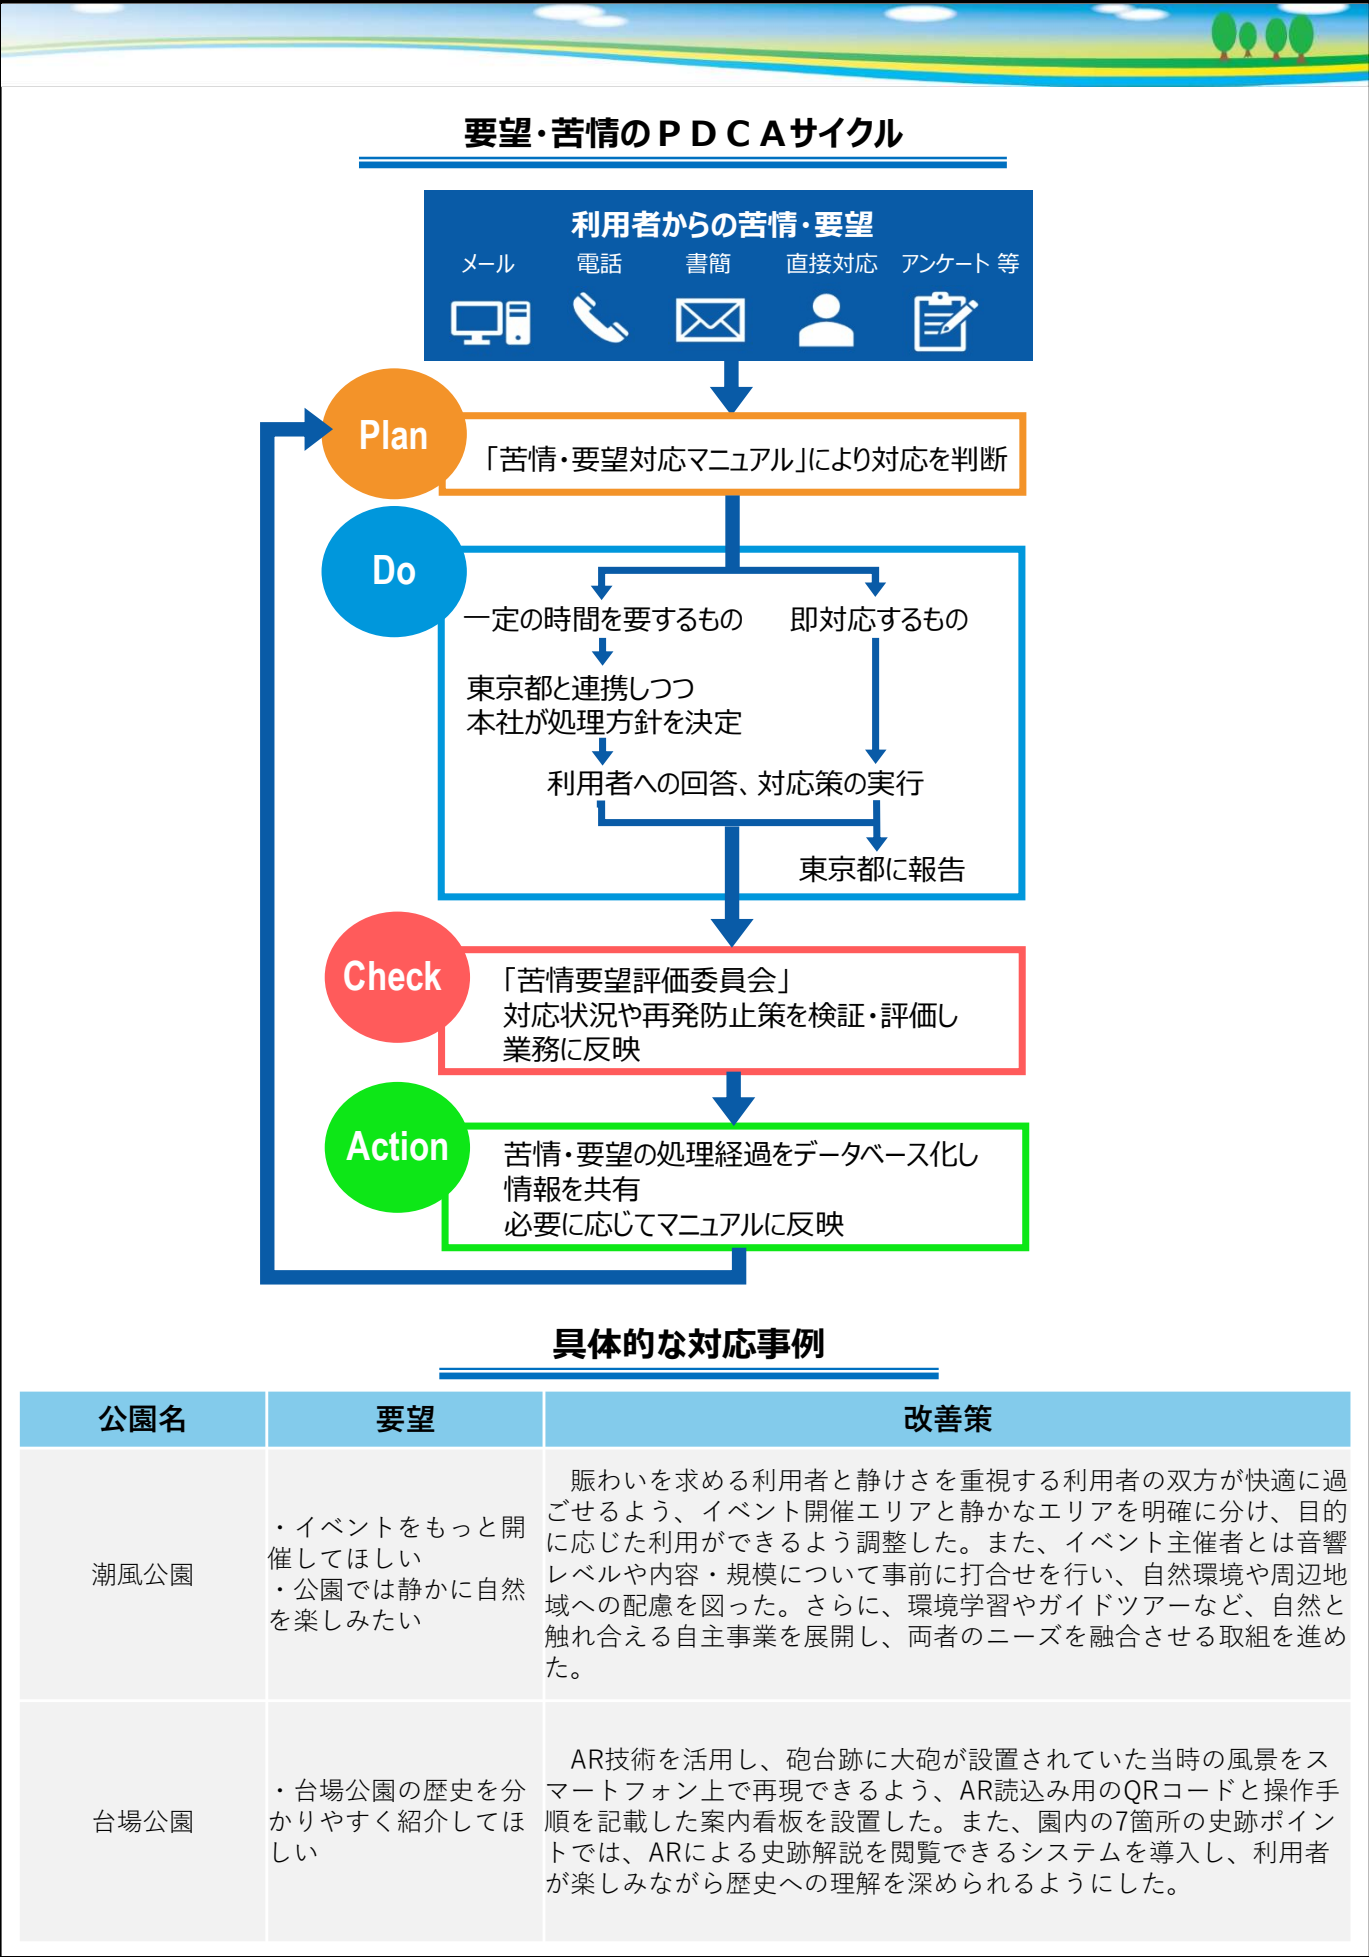 要望・苦情のＰＤＣＡサイクル
利用者からの苦情・要望
メール 電話 書簡 直接対応 アンケート 等
Plan
「苦情・要望対応マニュアル」により対応を判断
Do
一定の時間を要するもの 即対応するもの
東京都と連携しつつ
本社が処理方針を決定
利用者への回答、対応策の実行
東京都に報告
Check
「苦情要望評価委員会」
対応状況や再発防止策を検証・評価し
業務に反映
Action
苦情・要望の処理経過をデータベース化し
情報を共有
必要に応じてマニュアルに反映
具体的な対応事例
公園名 要望 改善策
潮風公園
・イベントをもっと開
催してほしい
・公園では静かに自然
を楽しみたい
賑わいを求める利用者と静けさを重視する利用者の双方が快適に過
ごせるよう、イベント開催エリアと静かなエリアを明確に分け、目的
に応じた利用ができるよう調整した。また、イベント主催者とは音響
レベルや内容・規模について事前に打合せを行い、自然環境や周辺地
域への配慮を図った。さらに、環境学習やガイドツアーなど、自然と
触れ合える自主事業を展開し、両者のニーズを融合させる取組を進め
た。
台場公園
・台場公園の歴史を分
かりやすく紹介してほ
しい
AR技術を活用し、砲台跡に大砲が設置されていた当時の風景をス
マートフォン上で再現できるよう、AR読込み用のQRコードと操作手
順を記載した案内看板を設置した。また、園内の7箇所の史跡ポイン
トでは、ARによる史跡解説を閲覧できるシステムを導入し、利用者
が楽しみながら歴史への理解を深められるようにした。